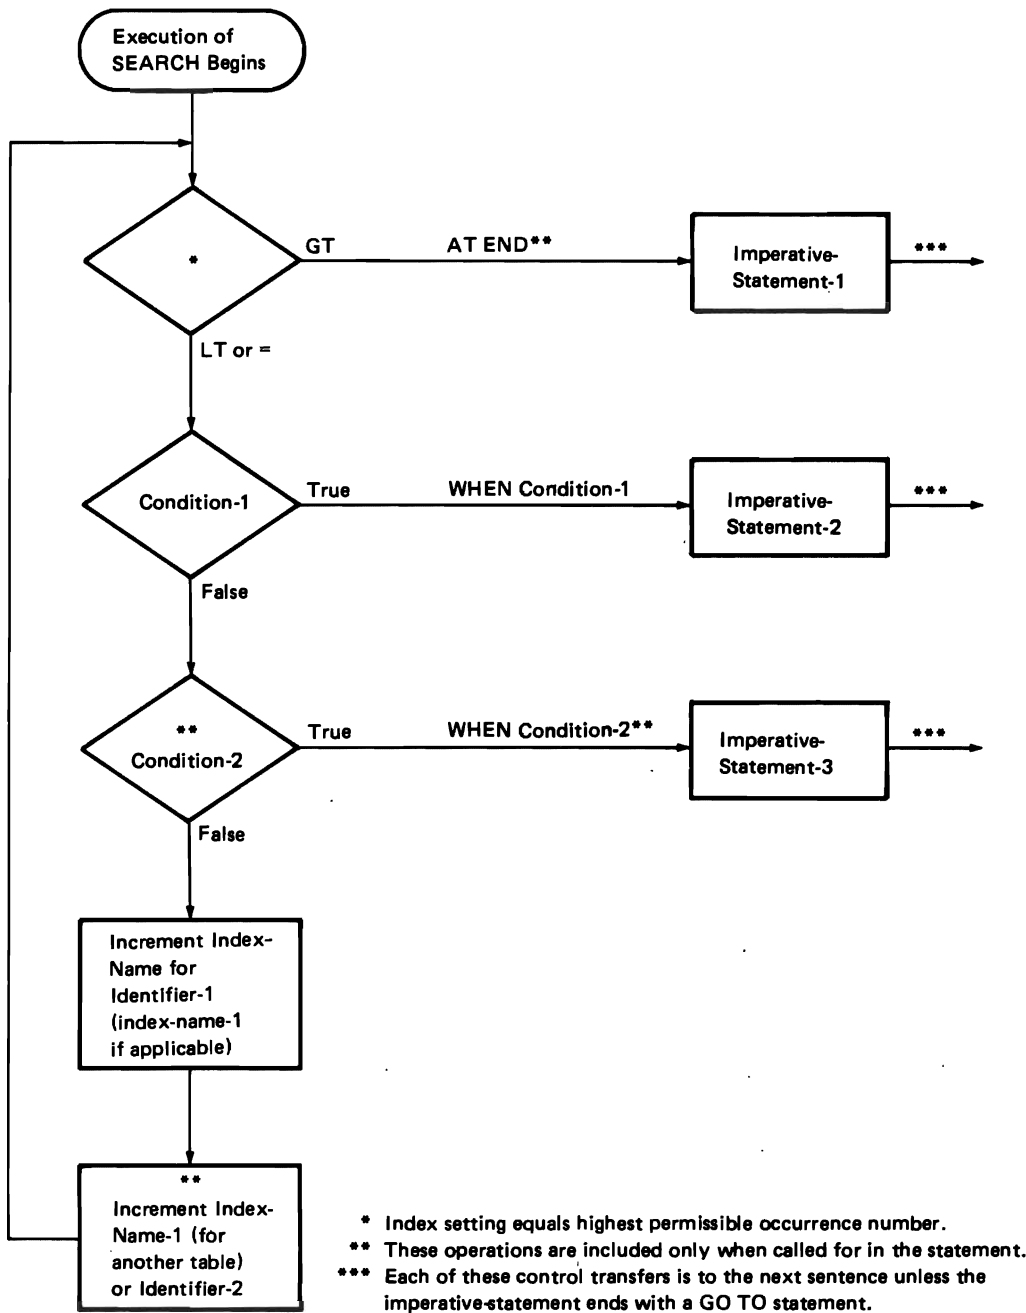 Execution of
SEARCH Begins
*
GT
AT END**
Imperative-
Statement-1
***
LT or =
Condition-1
True
WHEN Condition-1
Imperative-
Statement-2
***
False
**
Condition-2
True
WHEN Condition-2**
Imperative-
Statement-3
***
False
Increment Index-
Name for
Identifier-1
(index-name-1
if applicable)
**
Increment Index-
Name-1 (for
another table)
or Identifier-2
* Index setting equals highest permissible occurrence number.
** These operations are included only when called for in the statement.
*** Each of these control transfers is to the next sentence unless the
imperative-statement ends with a GO TO statement.